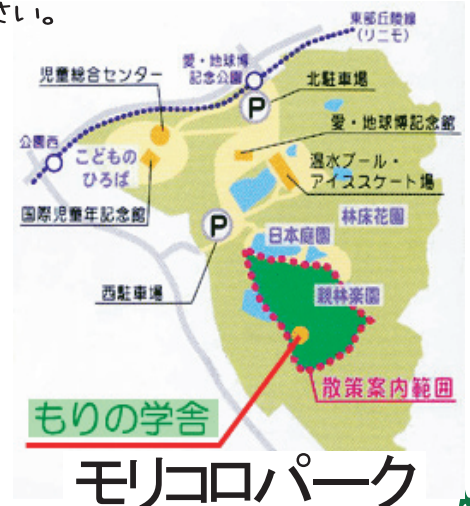 さい。
東部丘陵線
(リニモ)
愛・地球博
記念公園
児童総合センター
北駐車場
P
愛・地球博記念館
公園西
こどもの
ひろば
温水プール・
アイススケート場
国際児童年記念館
P
林床花園
日本庭園
西駐車場
親林楽園
散策案内範囲
もりの学舎
モリコロパーク